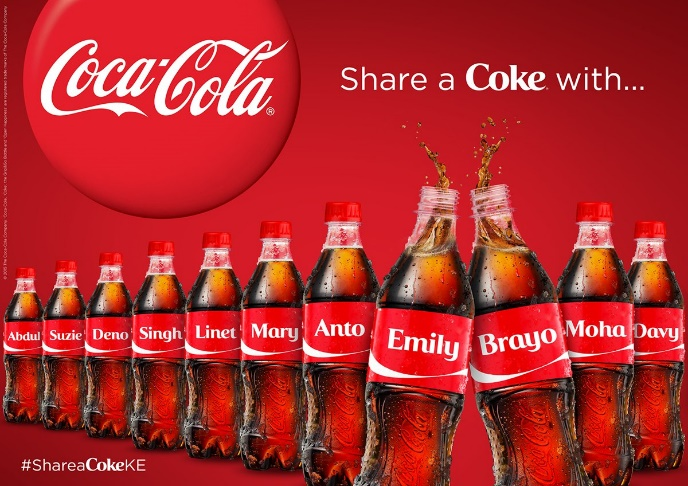 Coca-Cola®
Share a Coke with...
Abdul
Suzie
Deno
Singh
Linet
Mary
Anto
Emily
Brayo
Moha
Davy
#ShareaCokeKE